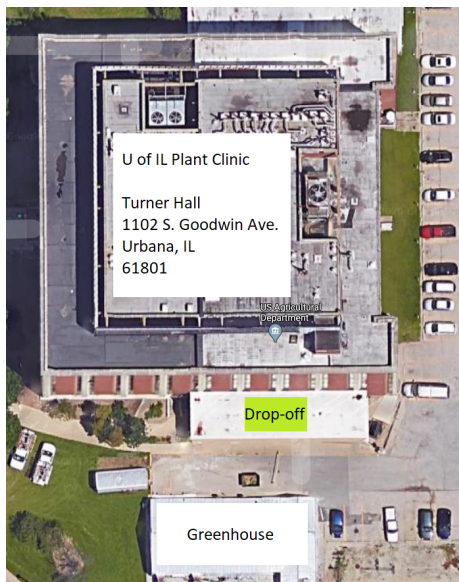 U of IL Plant Clinic
Turner Hall
1102 S. Goodwin Ave.
Urbana, IL
61801
US Agricultural
Department
Drop-off
Greenhouse